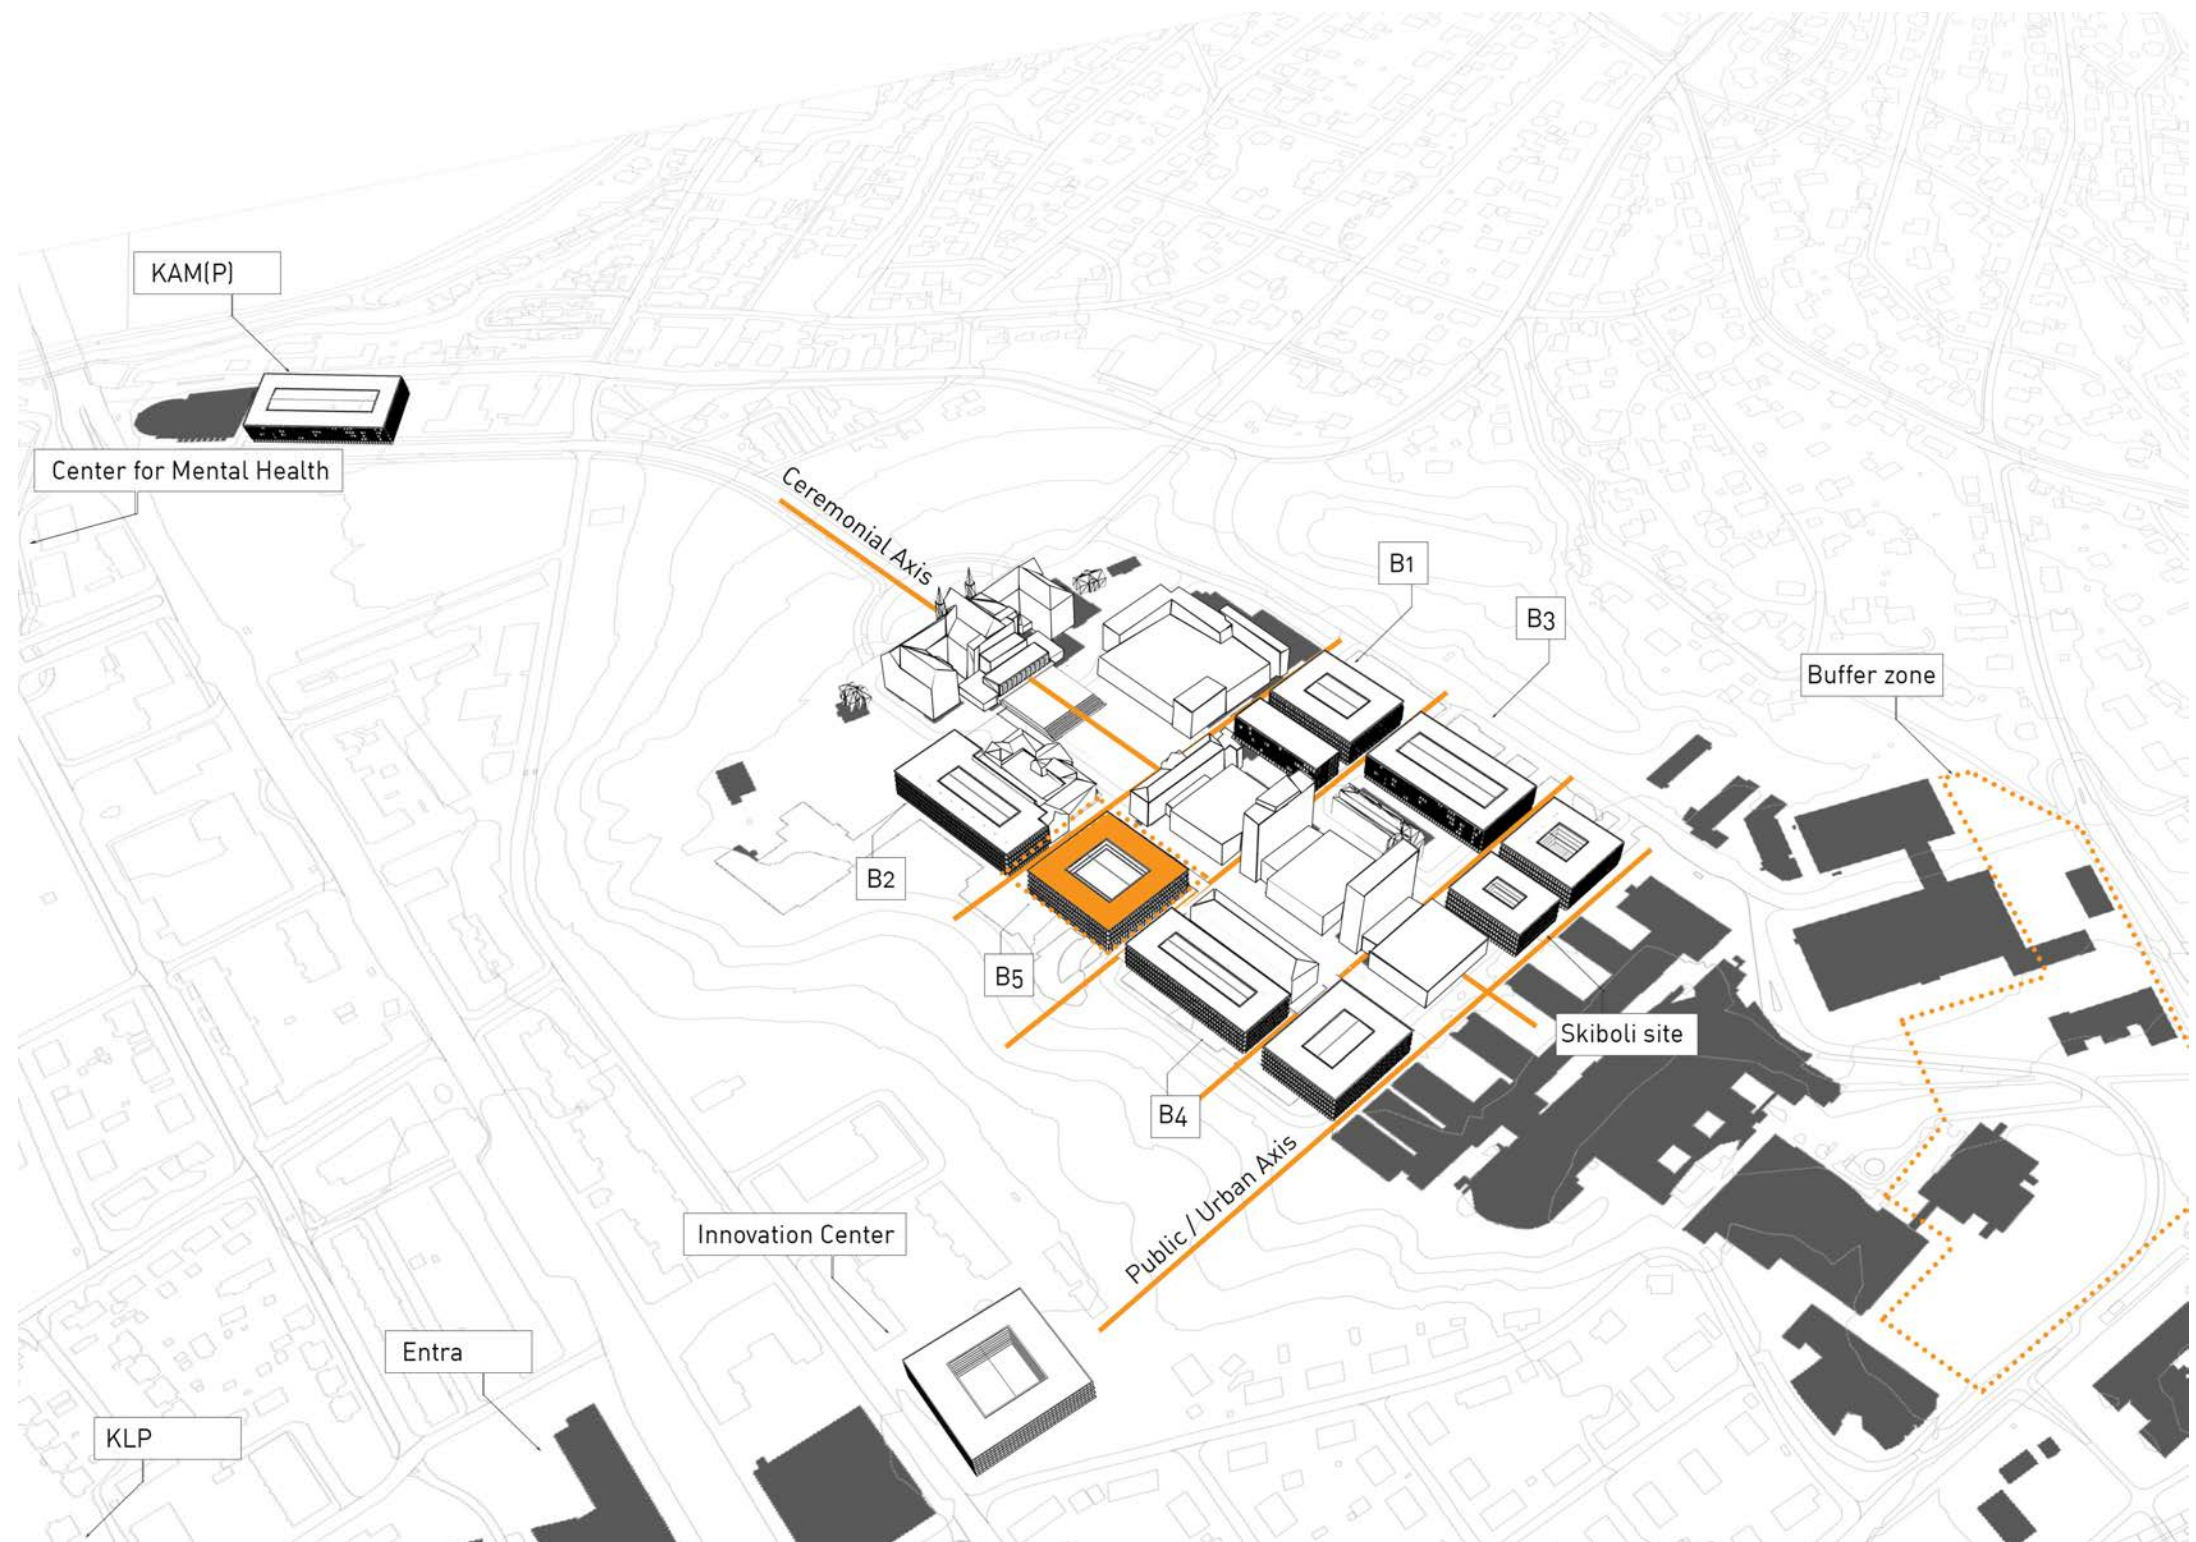 KAM(P)
Center for Mental Health
Ceremonial Axis
B1
B3
Buffer zone
B2
B5
Skiboli site
B4
Public / Urban Axis
Innovation Center
Entra
KLP